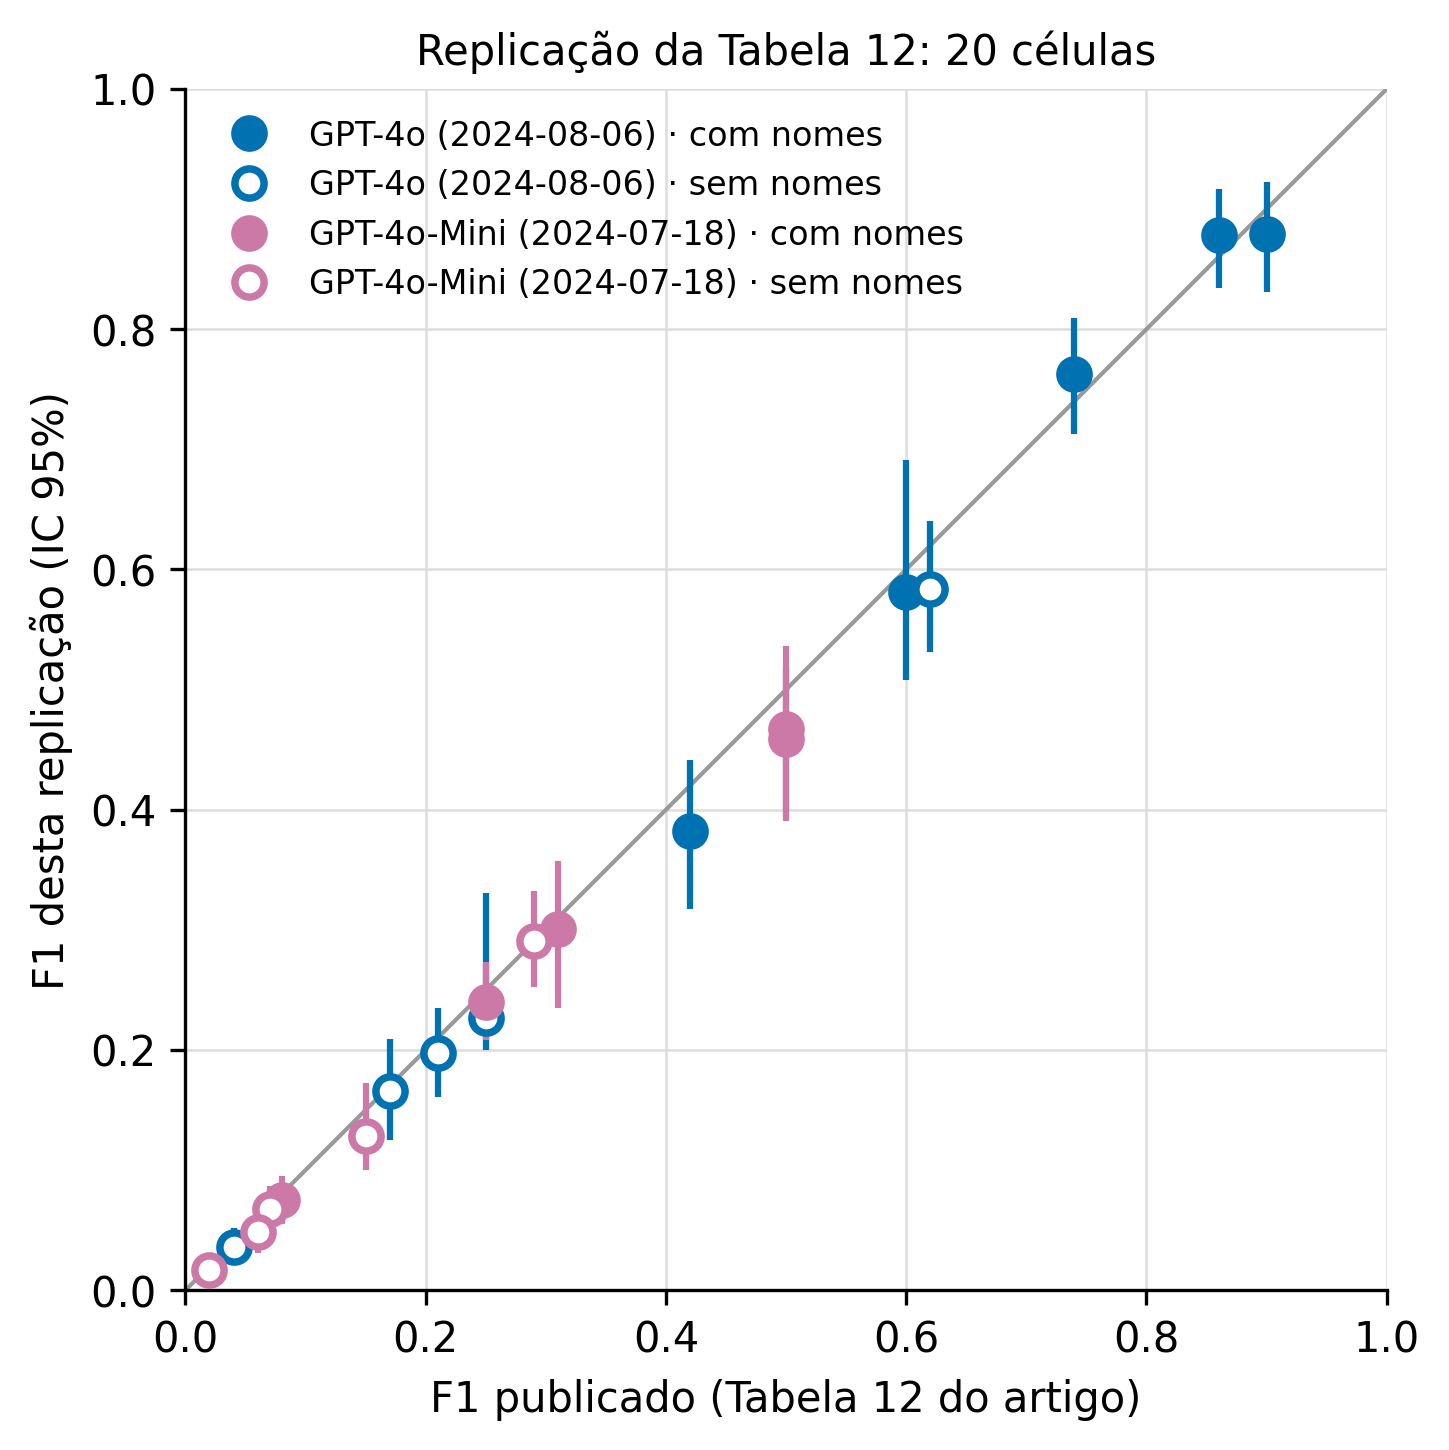 Replicação da Tabela 12: 20 células
GPT-4o (2024-08-06) · com nomes
GPT-4o (2024-08-06) · sem nomes
GPT-4o-Mini (2024-07-18) · com nomes
GPT-4o-Mini (2024-07-18) · sem nomes
1.0
0.8
0.6
0.4
0.2
0.0
F1 desta replicação (IC 95%)
0.0 0.2 0.4 0.6 0.8 1.0
F1 publicado (Tabela 12 do artigo)